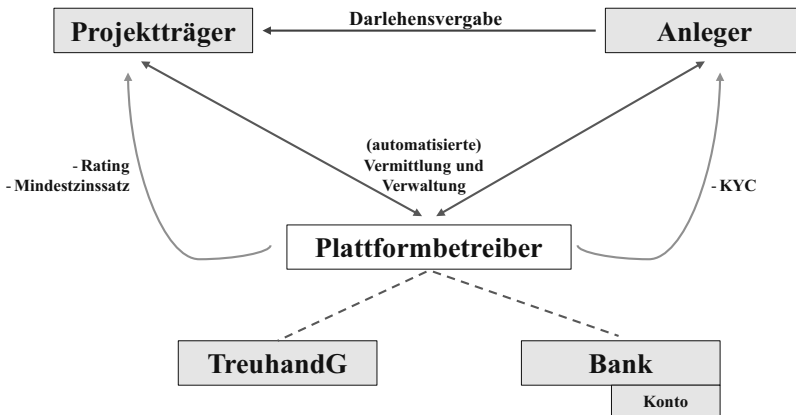 Darlehensvergabe
Projektträger
Anleger
(automatisierte)
Vermittlung und
Verwaltung
- Rating
- Mindestzinssatz
- KYC
Plattformbetreiber
TreuhandG
Bank
Konto